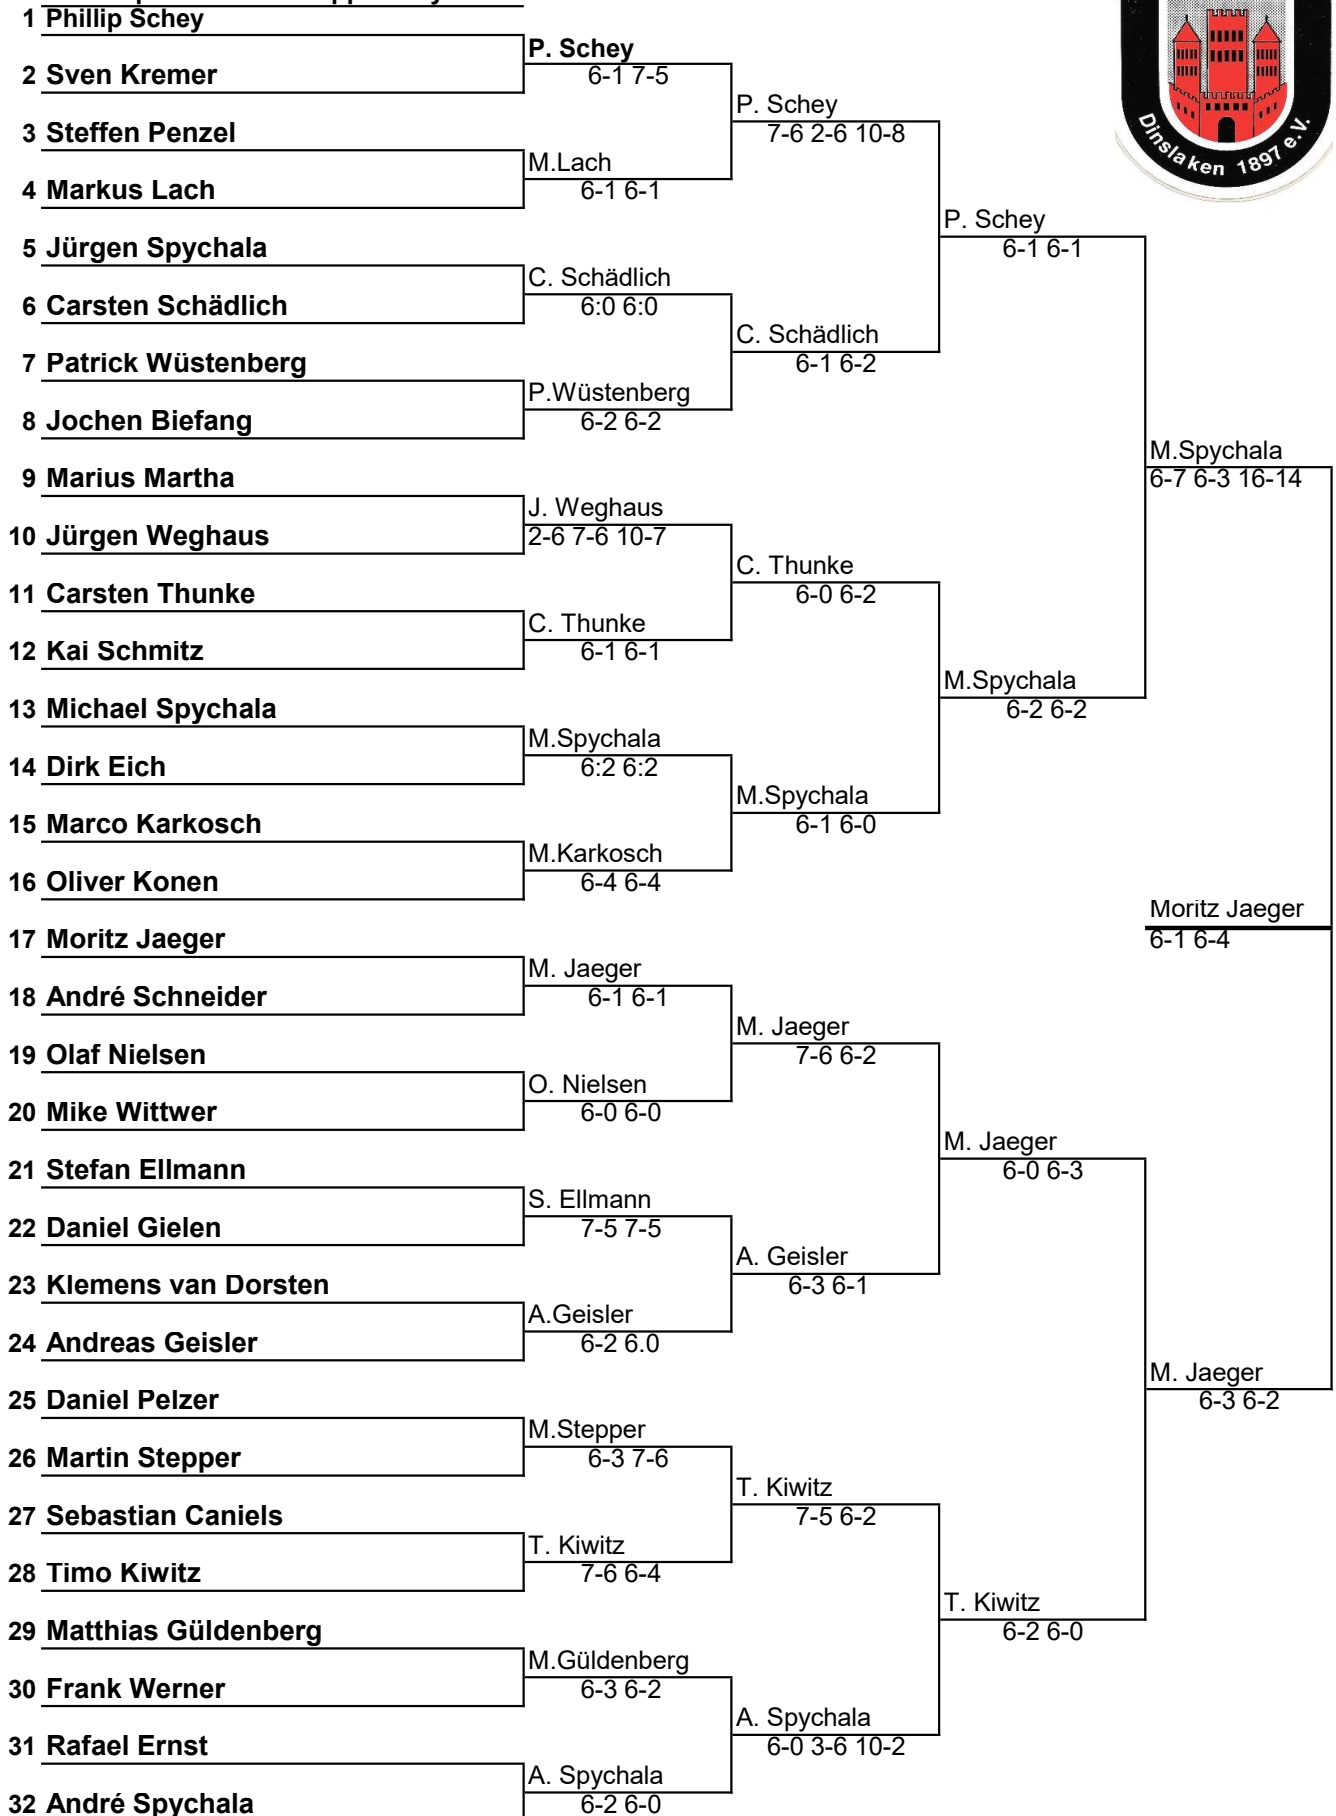 1 Phillip Schey
P. Schey
2 Sven Kremer
6-1 7-5
P. Schey
3 Steffen Penzel
7-6 2-6 10-8
M.Lach
4 Markus Lach
6-1 6-1
P. Schey
5 Jürgen Spychala
6-1 6-1
C. Schädlich
6 Carsten Schädlich
6:0 6:0
C. Schädlich
7 Patrick Wüstenberg
6-1 6-2
P.Wüstenberg
8 Jochen Biefang
6-2 6-2
M.Spychala
9 Marius Martha
6-7 6-3 16-14
J. Weghaus
10 Jürgen Weghaus
2-6 7-6 10-7
C. Thunke
11 Carsten Thunke
6-0 6-2
C. Thunke
12 Kai Schmitz
6-1 6-1
M.Spychala
13 Michael Spychala
6-2 6-2
M.Spychala
14 Dirk Eich
6:2 6:2
M.Spychala
15 Marco Karkosch
6-1 6-0
M.Karkosch
16 Oliver Konen
6-4 6-4
Moritz Jaeger
17 Moritz Jaeger
6-1 6-4
M. Jaeger
18 André Schneider
6-1 6-1
M. Jaeger
19 Olaf Nielsen
7-6 6-2
O. Nielsen
20 Mike Wittwer
6-0 6-0
M. Jaeger
21 Stefan Ellmann
6-0 6-3
S. Ellmann
22 Daniel Gielen
7-5 7-5
A. Geisler
23 Klemens van Dorsten
6-3 6-1
A.Geisler
24 Andreas Geisler
6-2 6.0
M. Jaeger
25 Daniel Pelzer
6-3 6-2
M.Stepper
26 Martin Stepper
6-3 7-6
T. Kiwitz
27 Sebastian Caniels
7-5 6-2
T. Kiwitz
28 Timo Kiwitz
7-6 6-4
T. Kiwitz
29 Matthias Güldenberg
6-2 6-0
M.Güldenberg
30 Frank Werner
6-3 6-2
A. Spychala
31 Rafael Ernst
6-0 3-6 10-2
A. Spychala
32 André Spychala
6-2 6-0
Dinslaken 1897 e.V.